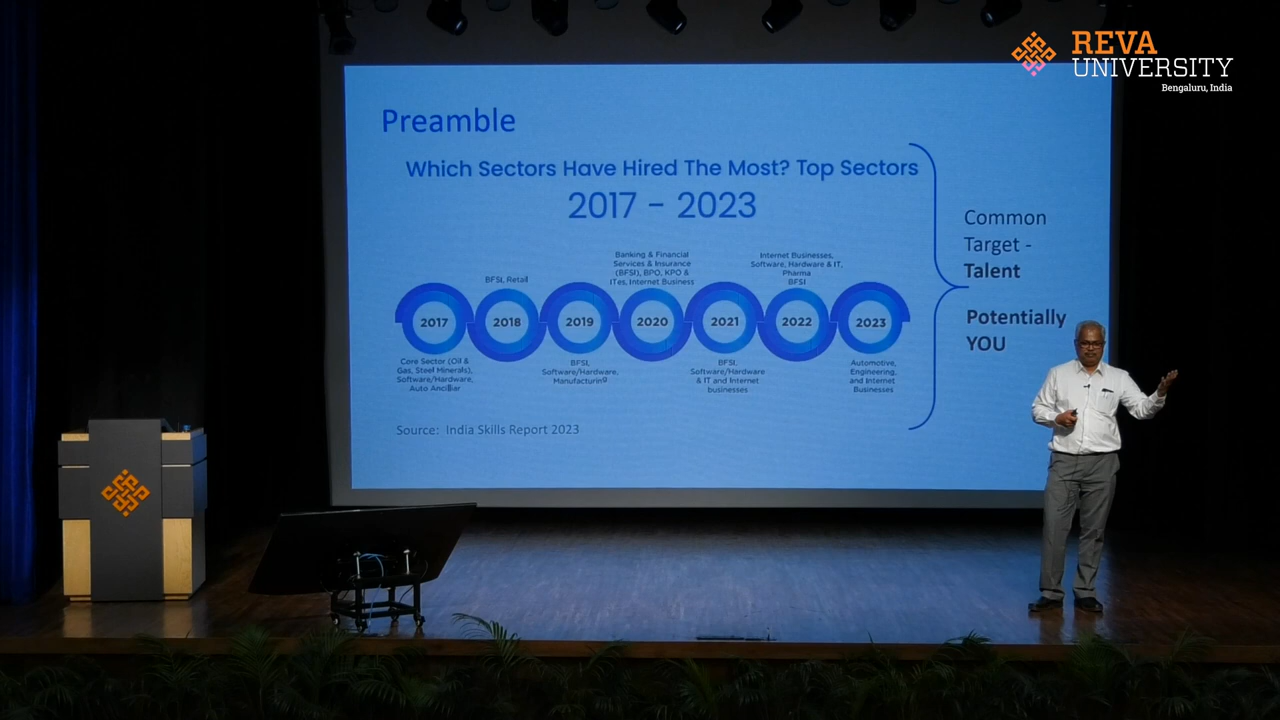 REVA
UNIVERSITY
Bengaluru, India
Preamble
Which Sectors Have Hired The Most? Top Sectors
2017 - 2023
Banking & Financial
Services & Insurance
(BFSI), BPO, KPO &
ITes, Internet Business
Internet Businesses,
Software, Hardware & IT,
Pharma
BFSI
BFSI, Retail
2017
2018
2019
2020
2021
2022
2023
Core Sector (Oil &
Gas, Steel Minerals),
Software/Hardware,
Auto Ancillar
BFSI,
Software/Hardware,
Manufacturing
BFSI,
Software/Hardware
& IT and Internet
businesses
Automotive,
Engineering,
and Internet
Businesses
Source: India Skills Report 2023
Common
Target -
Talent
Potentially
YOU